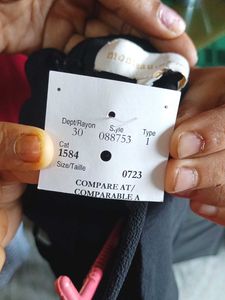 Dept/Rayon Style Type
30 088753 1
Cat
1584
Size/Taille 0723
COMPARE AT/
COMPARABLE A